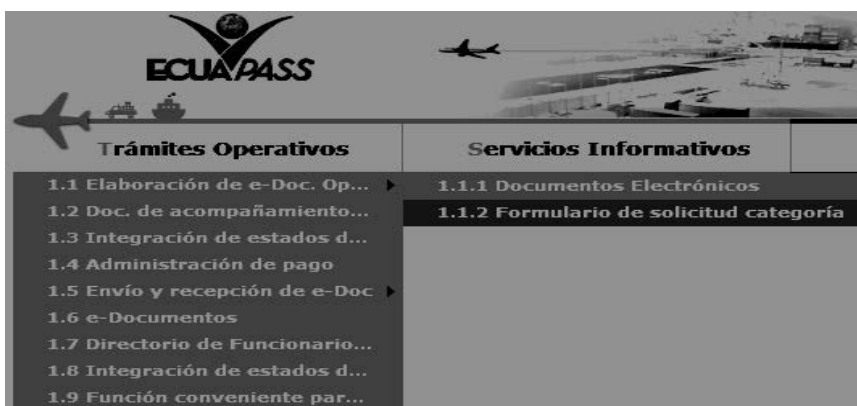 ECUAPASS
Trámites Operativos
Servicios Informativos
1.1 Elaboración de e-Doc. Op...
1.1.1 Documentos Electrónicos
1.2 Doc. de acompañamiento...
1.1.2 Formulario de solicitud categoría
1.3 Integración de estados d...
1.4 Administración de pago
1.5 Envío y recepción de e-Doc
1.6 e-Documentos
1.7 Directorio de Funcionario...
1.8 Integración de estados d...
1.9 Función conveniente par...